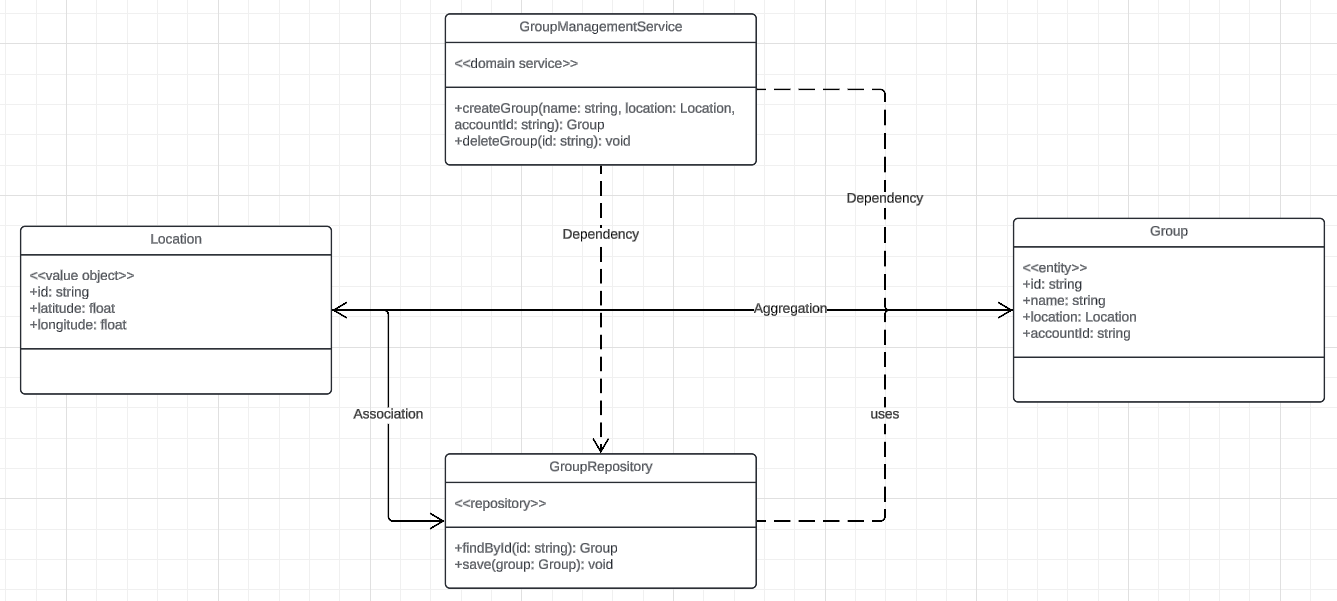 GroupManagementService
<<domain service>>
+createGroup(name: string, location: Location,
accountId: string): Group
+deleteGroup(id: string): void
Dependency
Dependency
Location
<<value object>>
+id: string
+latitude: float
+longitude: float
Aggregation
Group
<<entity>>
+id: string
+name: string
+location: Location
+accountId: string
Association
uses
GroupRepository
<<repository>>
+findById(id: string): Group
+save(group: Group): void